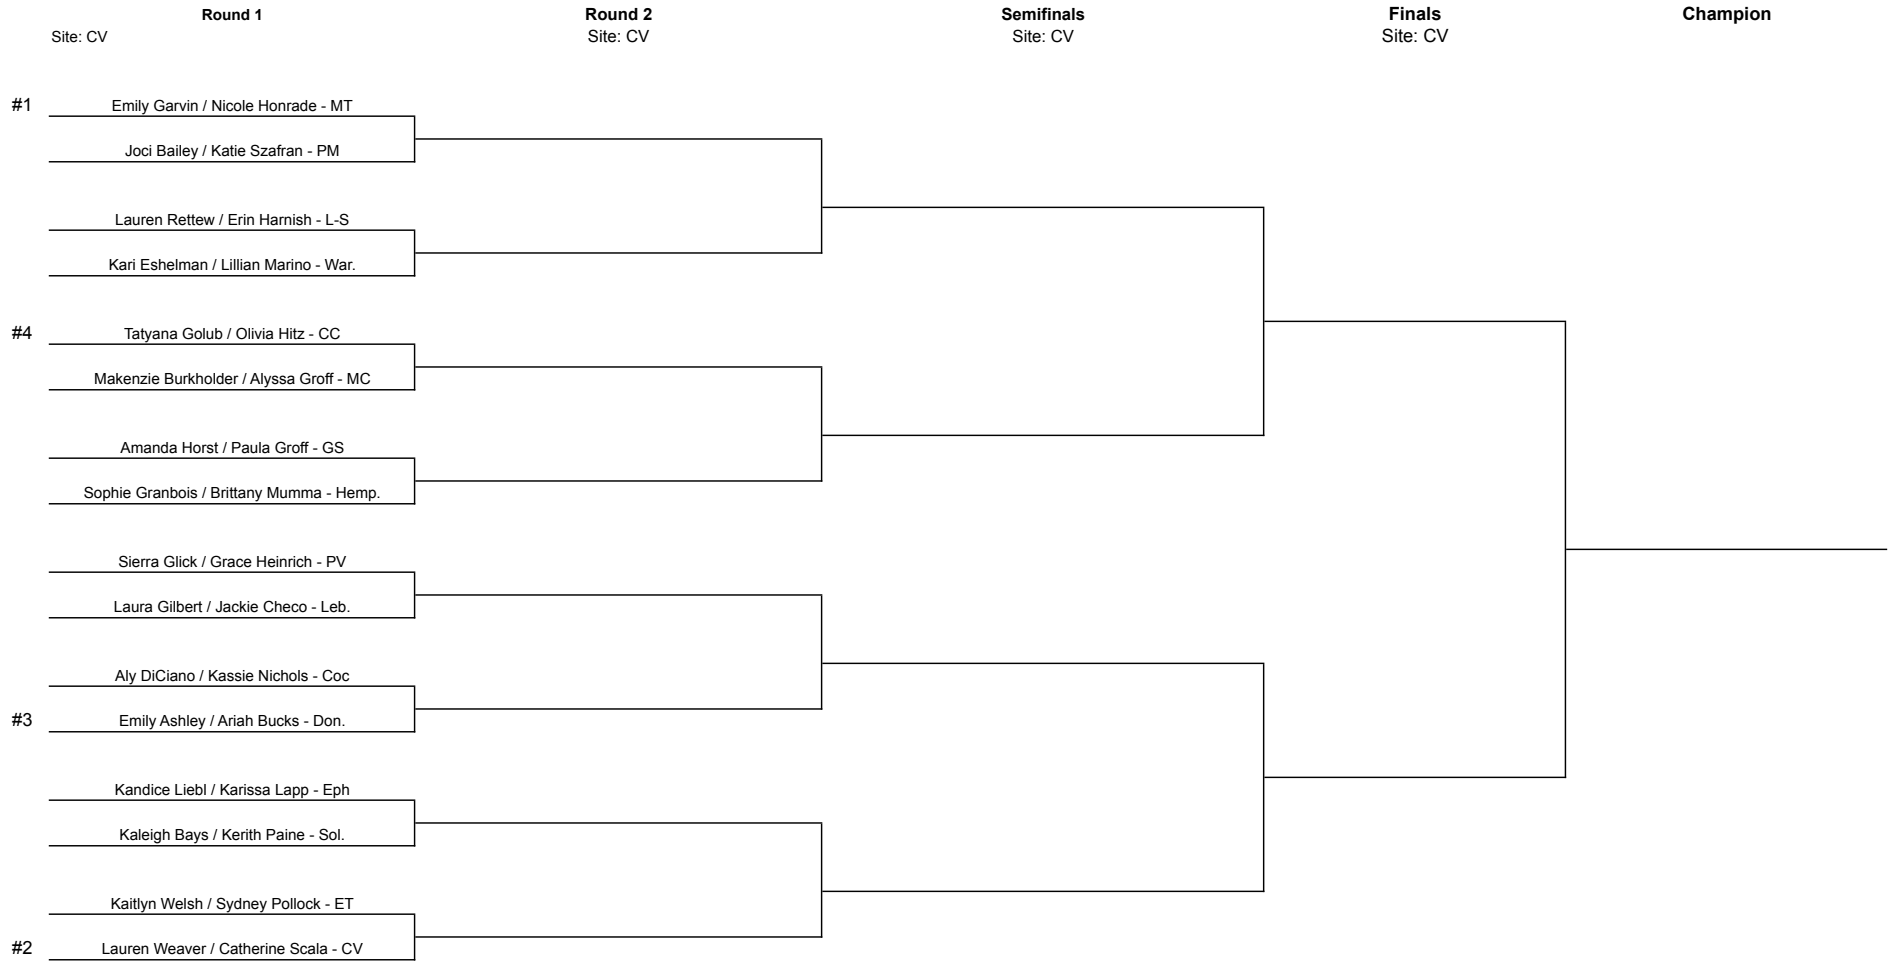 Round 1 Round 2 Semifinals Finals Champion
Site: CV Site: CV Site: CV Site: CV
#1 Emily Garvin / Nicole Honrade - MT
Joci Bailey / Katie Szafran - PM
Lauren Rettew / Erin Harnish - L-S
Kari Eshelman / Lillian Marino - War.
#4 Tatyana Golub / Olivia Hitz - CC
Makenzie Burkholder / Alyssa Groff - MC
Amanda Horst / Paula Groff - GS
Sophie Granbois / Brittany Mumma - Hemp.
Sierra Glick / Grace Heinrich - PV
Laura Gilbert / Jackie Checo - Leb.
Aly DiCiano / Kassie Nichols - Coc
#3 Emily Ashley / Ariah Bucks - Don.
Kandice Liebl / Karissa Lapp - Eph
Kaleigh Bays / Kerith Paine - Sol.
Kaitlyn Welsh / Sydney Pollock - ET
#2 Lauren Weaver / Catherine Scala - CV